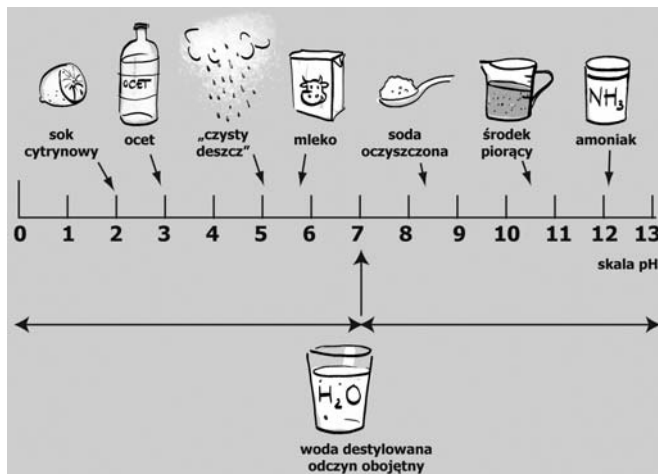 OCET
NH₃
sok
cytrynowy
ocet
„czysty
deszcz”
mleko
soda
oczyszczona
środek
piorący
amoniak
0 1 2 3 4 5 6 7 8 9 10 11 12 13
skala pH
H₂O
woda destylowana
odczyn obojętny